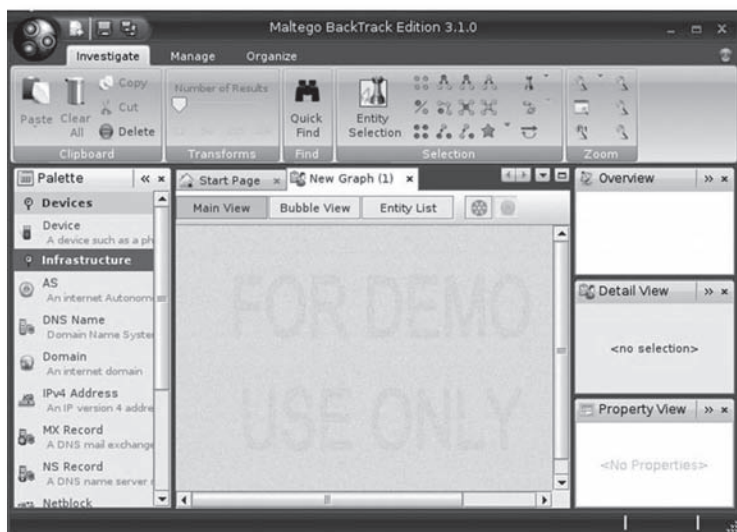 Maltego BackTrack Edition 3.1.0
Investigate
Manage
Organize
Paste
Clear All
Copy
Cut
Delete
Clipboard
Number of Results
Transforms
Quick Find
Find
Entity Selection
Selection
Zoom
Palette
Devices
Device
A device such as a ph
Infrastructure
AS
An internet Autonom
DNS Name
Domain Name Syste
Domain
An internet domain
IPv4 Address
An IP version 4 addre
MX Record
A DNS mail exchange
NS Record
A DNS name server
Netblock
Start Page
New Graph (1)
Main View
Bubble View
Entity List
FOR DEMO
USE ONLY
Overview
Detail View
<no selection>
Property View
<No Properties>